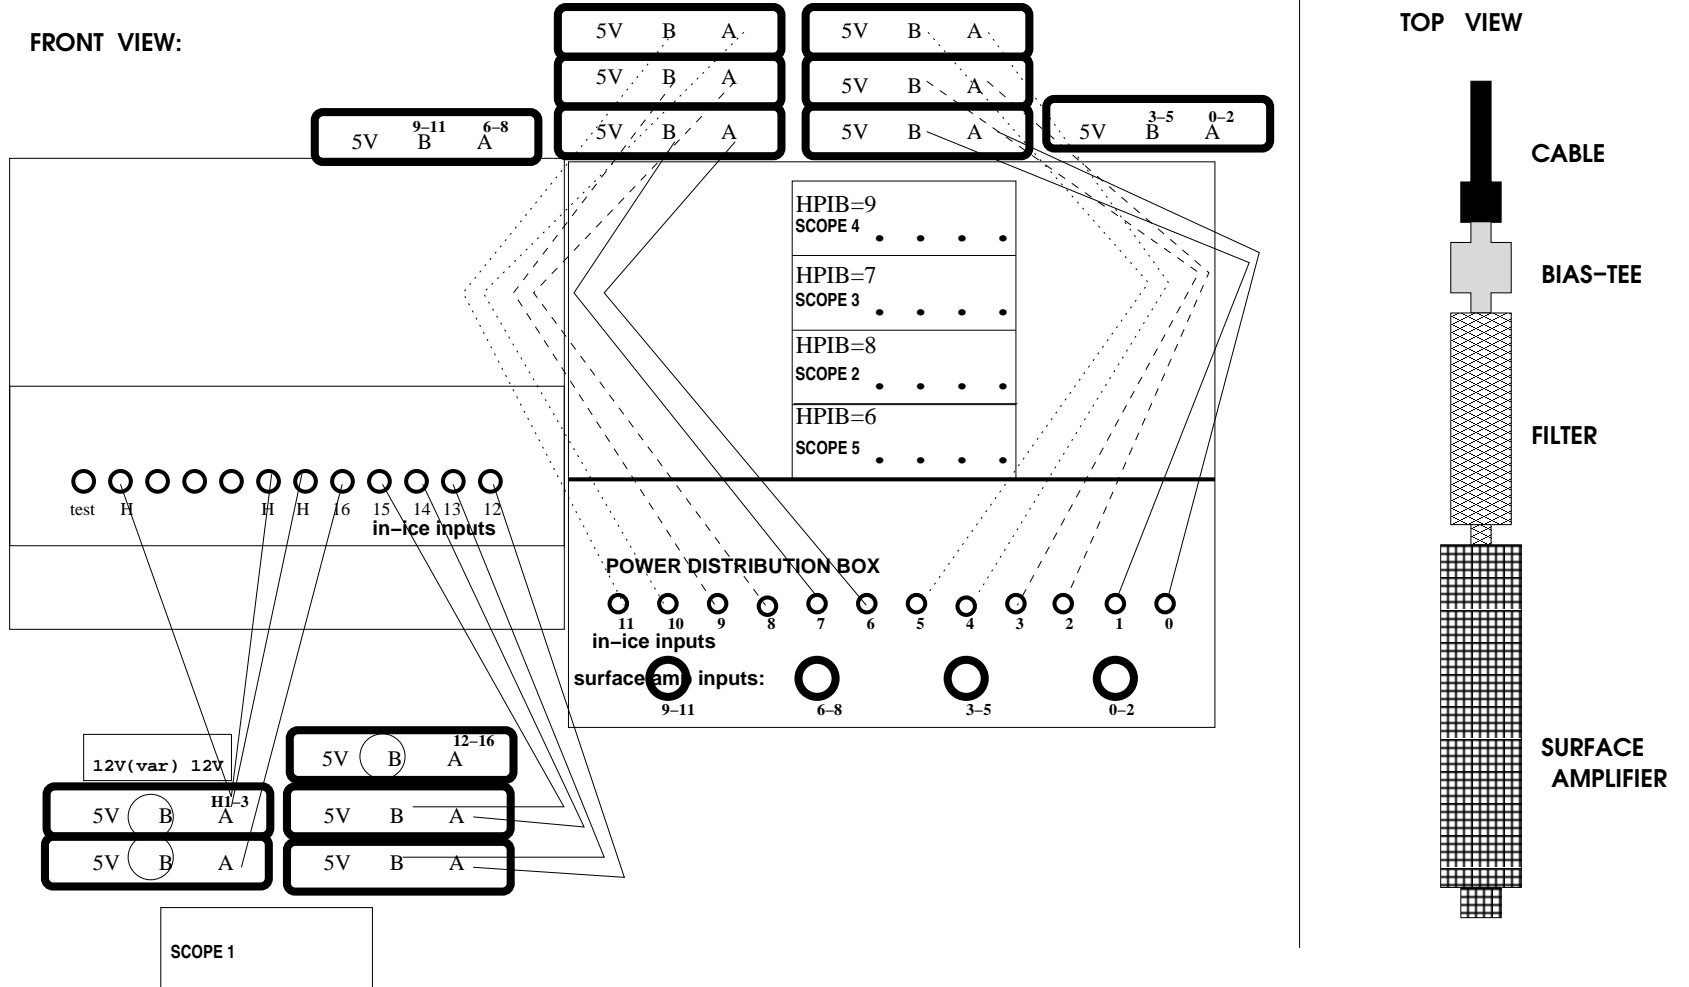 FRONT VIEW:
TOP VIEW
5V B A
5V B A
5V B A
5V B A
5V B A
5V B A
9–11 6–8
5V B A
3–5 0–2
5V B A
CABLE
HPIB=9
SCOPE 4
HPIB=7
SCOPE 3
HPIB=8
SCOPE 2
HPIB=6
SCOPE 5
BIAS–TEE
FILTER
test H H H 16 15 14 13 12
in–ice inputs
POWER DISTRIBUTION BOX
11 10 9 8 7 6 5 4 3 2 1 0
in–ice inputs
surface amp inputs:
9–11 6–8 3–5 0–2
SURFACE
AMPLIFIER
12V(var) 12V
12–16
5V B A
H1–3
5V B A
5V B A
5V B A
5V B A
SCOPE 1